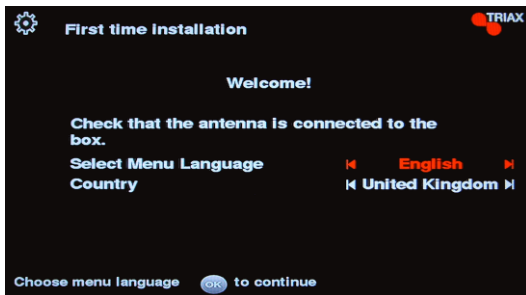 TRIAX
First time installation
Welcome!
Check that the antenna is connected to the
box.
Select Menu Language English
Country United Kingdom
Choose menu language OK to continue